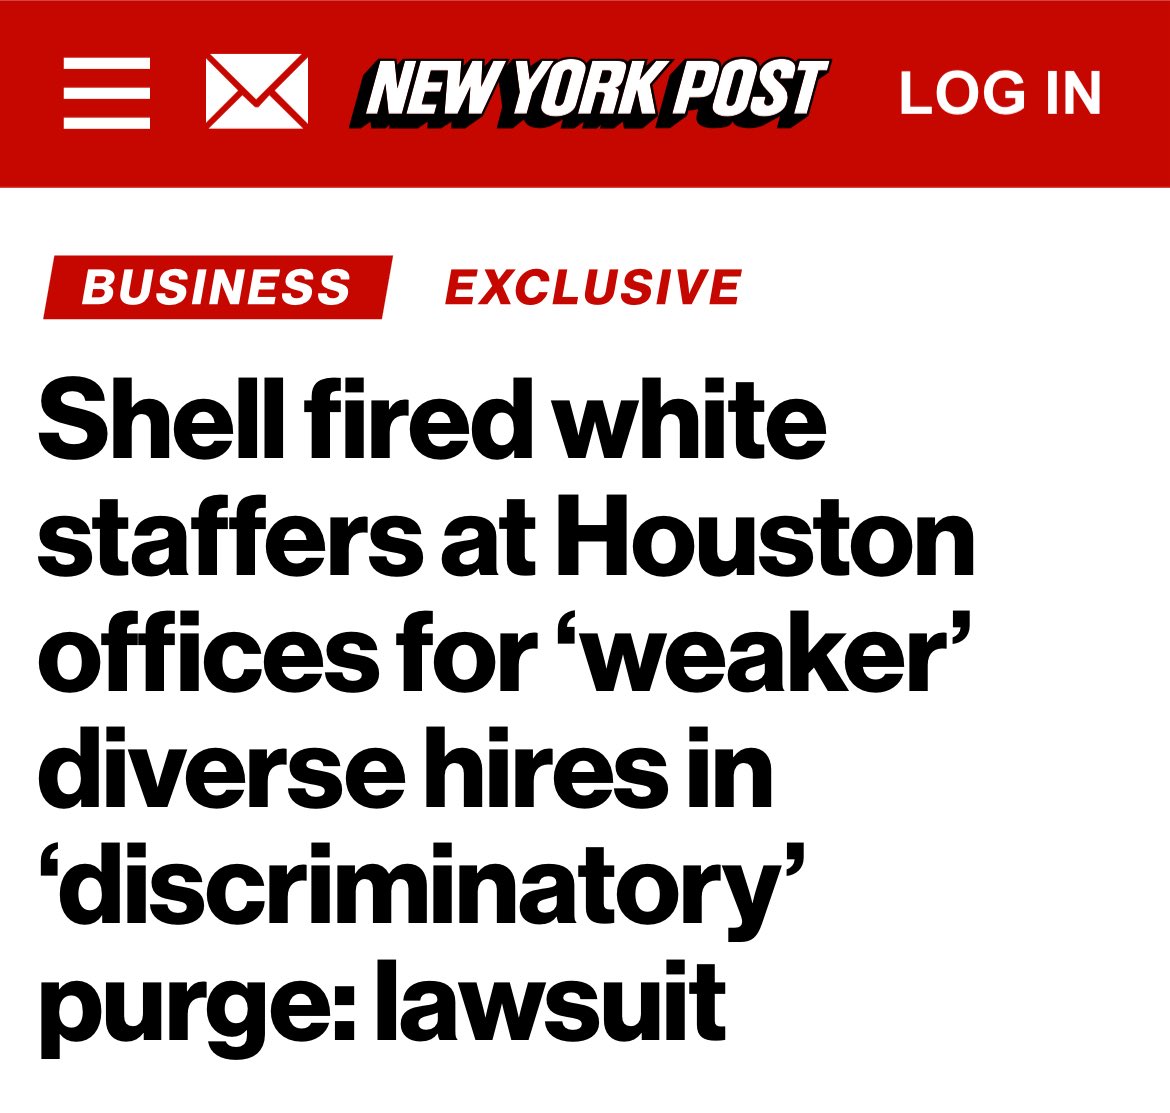 NEW YORK POST
LOG IN
BUSINESS
EXCLUSIVE
Shell fired white
staffers at Houston
offices for ‘weaker’
diverse hires in
‘discriminatory’
purge: lawsuit